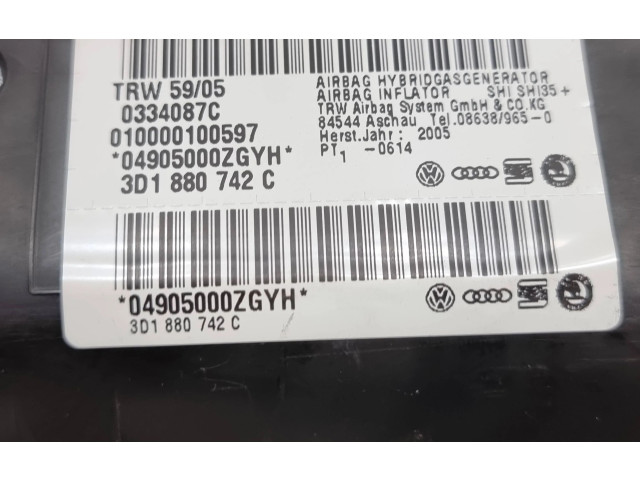 TRW 59/05
0334087C
010000100597
*04905000ZGYH*
3D1 880 742 C
AIRBAG HYBRIDGASGENERATOR
AIRBAG INFLATOR SHI SHI35+
TRW Airbag System GmbH & CO.KG
84544 Aschau Tel.08638/965-0
Herst.Jahr: 2005
PT1 -0614
*04905000ZGYH*
3D1 880 742 C